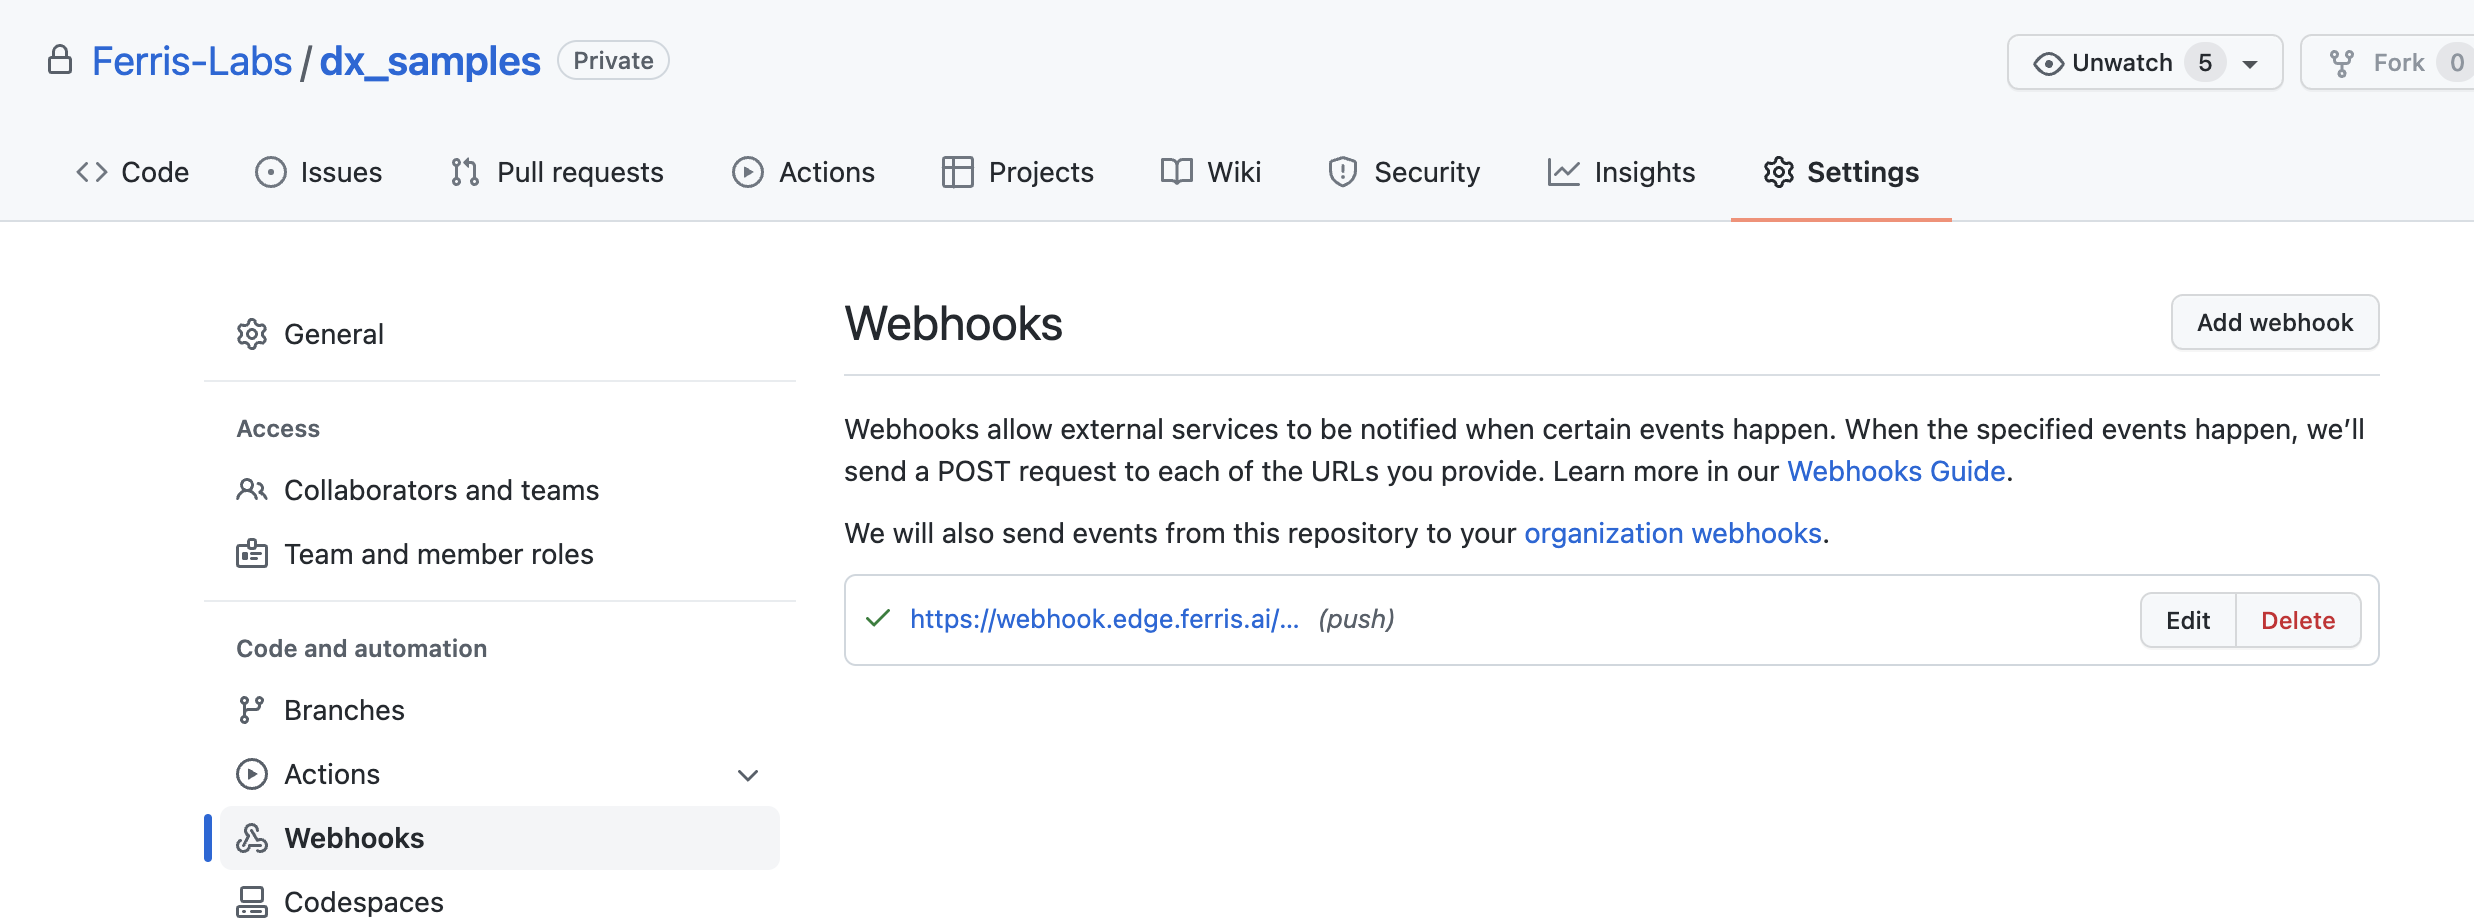 Ferris-Labs / dx_samples Private
Unwatch 5
Fork 0
Code Issues Pull requests Actions Projects Wiki Security Insights Settings
General
Access
Collaborators and teams
Team and member roles
Code and automation
Branches
Actions
Webhooks
Codespaces
Webhooks
Add webhook
Webhooks allow external services to be notified when certain events happen. When the specified events happen, we’ll
send a POST request to each of the URLs you provide. Learn more in our Webhooks Guide.
We will also send events from this repository to your organization webhooks.
https://webhook.edge.ferris.ai/... (push)
Edit Delete